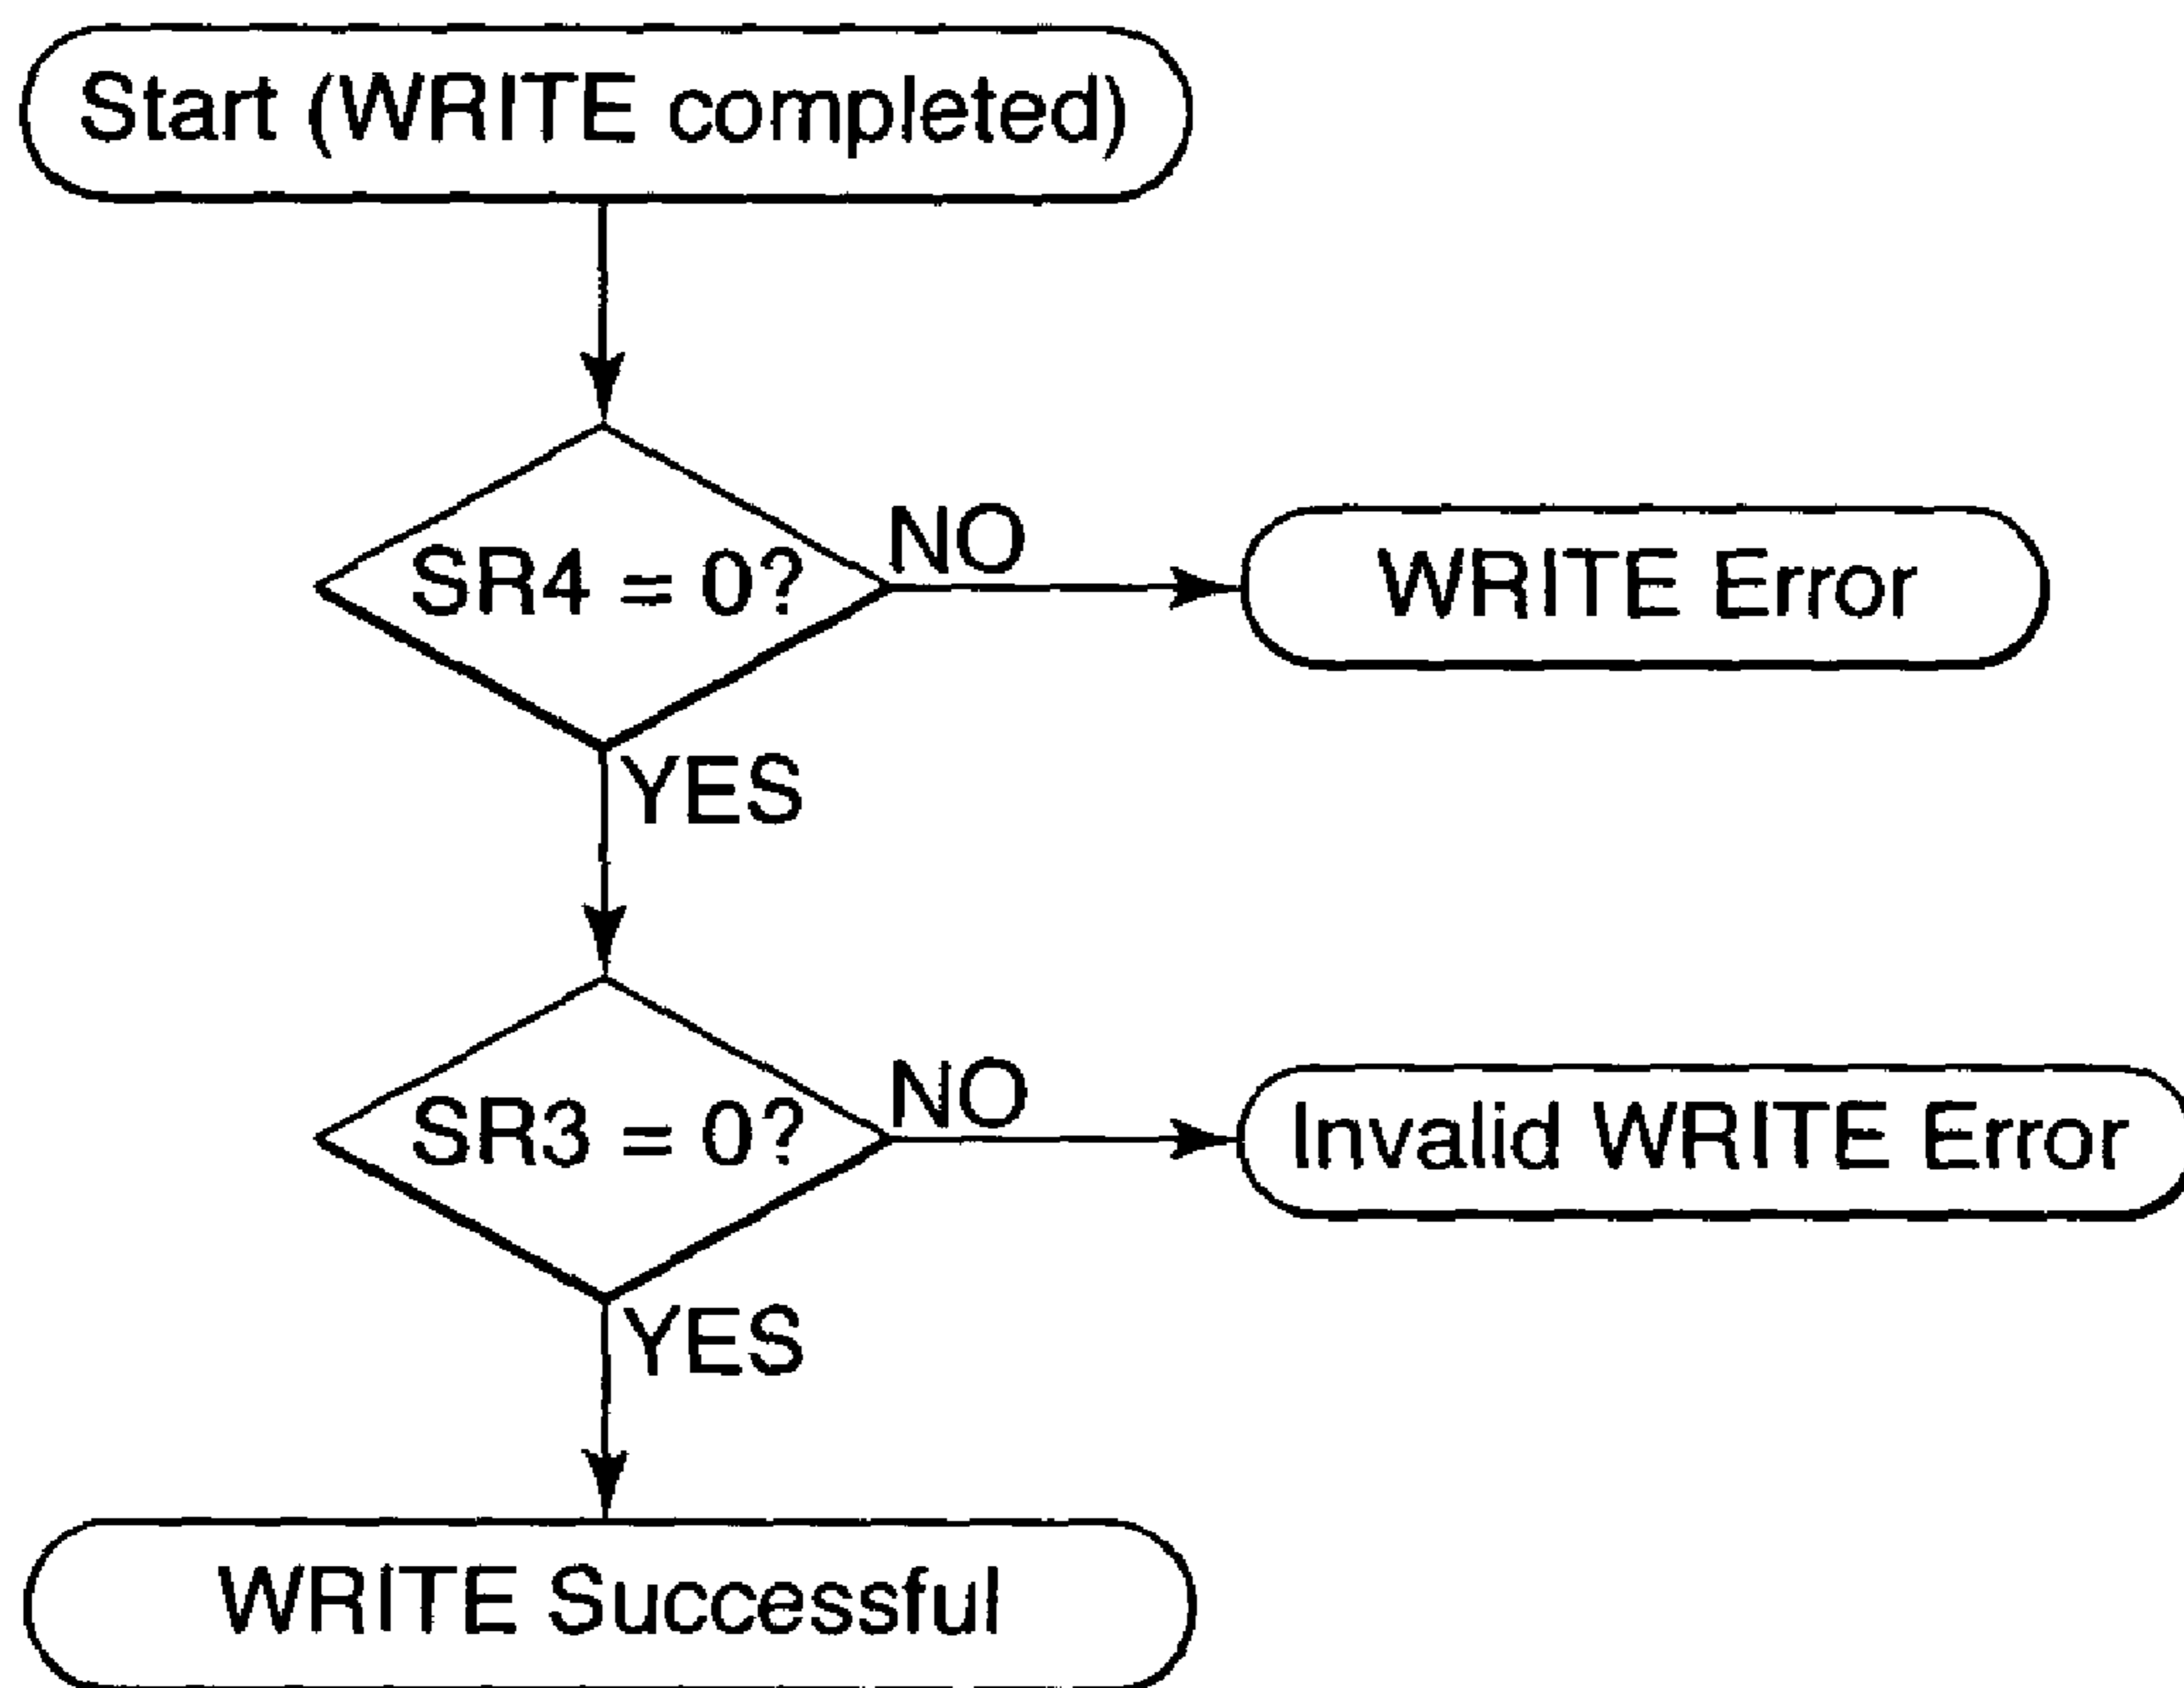 Start (WRITE completed)
SR4 = 0?
NO
WRITE Error
YES
SR3 = 0?
NO
Invalid WRITE Error
YES
WRITE Successful